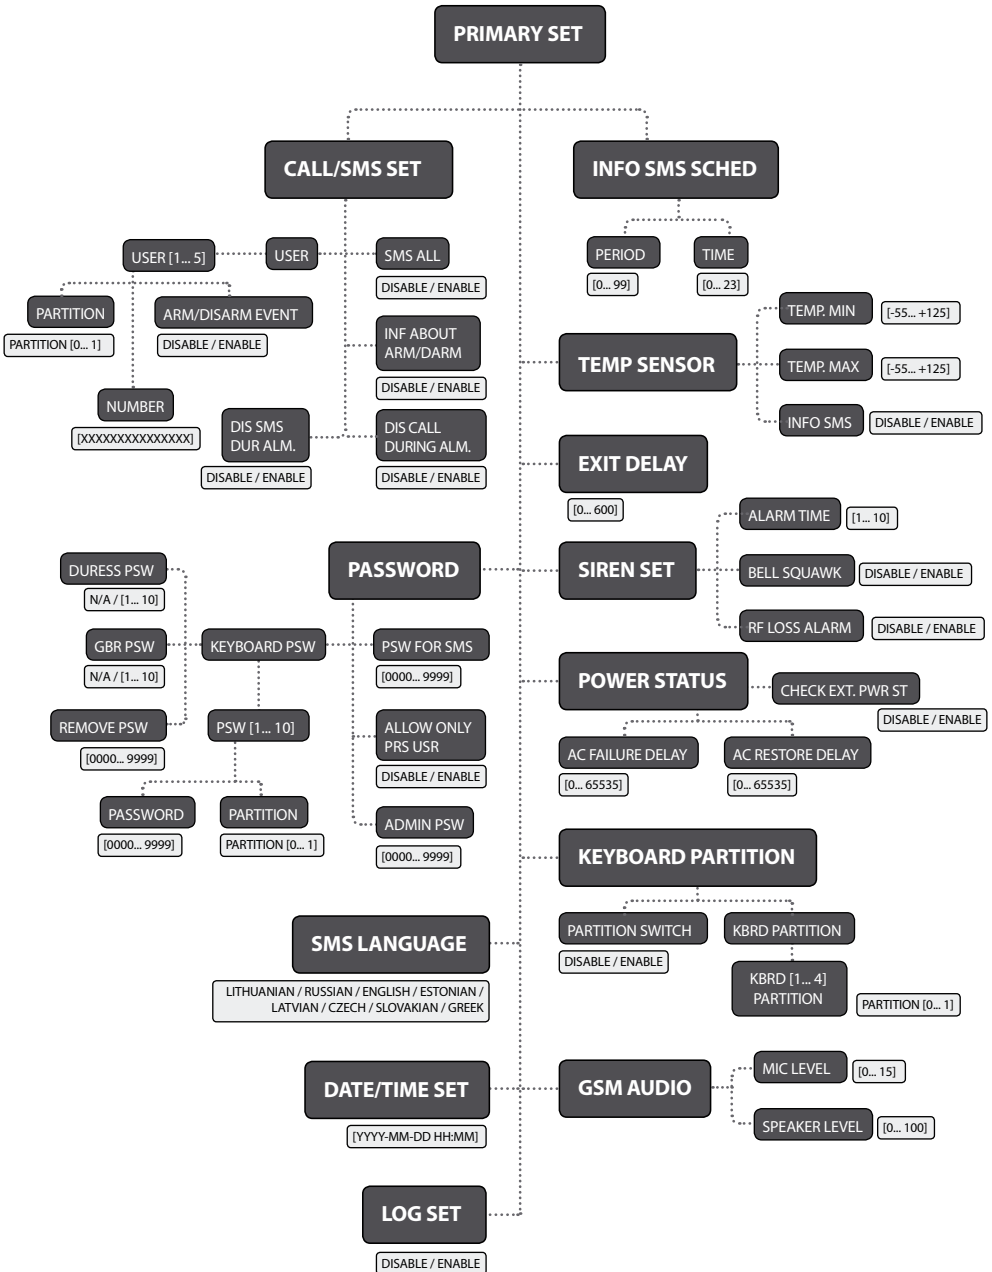 PRIMARY SET
CALL/SMS SET
USER
USER [1... 5]
PARTITION
PARTITION [0... 1]
ARM/DISARM EVENT
DISABLE / ENABLE
NUMBER
[XXXXXXXXXXXXXXX]
SMS ALL
DISABLE / ENABLE
INF ABOUT
ARM/DARM
DISABLE / ENABLE
DIS SMS
DUR ALM.
DISABLE / ENABLE
DIS CALL
DURING ALM.
DISABLE / ENABLE
INFO SMS SCHED
PERIOD
[0... 99]
TIME
[0... 23]
TEMP SENSOR
TEMP. MIN
[-55... +125]
TEMP. MAX
[-55... +125]
INFO SMS
DISABLE / ENABLE
EXIT DELAY
[0... 600]
PASSWORD
DURESS PSW
N/A / [1... 10]
GBR PSW
N/A / [1... 10]
REMOVE PSW
[0000... 9999]
KEYBOARD PSW
PSW [1... 10]
PASSWORD
[0000... 9999]
PARTITION
PARTITION [0... 1]
PSW FOR SMS
[0000... 9999]
ALLOW ONLY
PRS USR
DISABLE / ENABLE
ADMIN PSW
[0000... 9999]
SIREN SET
ALARM TIME
[1... 10]
BELL SQUAWK
DISABLE / ENABLE
RF LOSS ALARM
DISABLE / ENABLE
POWER STATUS
CHECK EXT. PWR ST
DISABLE / ENABLE
AC FAILURE DELAY
[0... 65535]
AC RESTORE DELAY
[0... 65535]
KEYBOARD PARTITION
PARTITION SWITCH
DISABLE / ENABLE
KBRD PARTITION
KBRD [1... 4]
PARTITION
PARTITION [0... 1]
SMS LANGUAGE
LITHUANIAN / RUSSIAN / ENGLISH / ESTONIAN /
LATVIAN / CZECH / SLOVAKIAN / GREEK
DATE/TIME SET
[YYYY-MM-DD HH:MM]
GSM AUDIO
MIC LEVEL
[0... 15]
SPEAKER LEVEL
[0... 100]
LOG SET
DISABLE / ENABLE